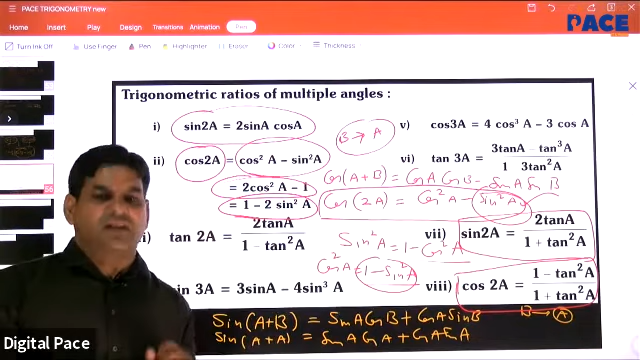 PACE TRIGONOMETRY new
PACE
Home Insert Draw Design Transitions Animation Pen
Turn Ink Off Use Finger Pen Highlighter Eraser Color Thickness
Trigonometric ratios of multiple angles :
i) sin2A = 2sinA cosA
ii) cos2A = cos² A – sin²A
= 2cos² A – 1
= 1 – 2 sin² A
tan 2A = 2tanA / 1 – tan²A
sin 3A = 3sinA – 4sin³ A
B → A
v) cos3A = 4 cos³ A – 3 cos A
vi) tan 3A = 3tanA – tan³A / 1 3tan²A
Cos(A+B) = CosA CosB – SinA Sin B
Cos (2A) = Cos²A – Sin²A
Sin²A = 1 – Cos²A
Cos²A = 1 – Sin²A
vii) sin2A = 2tanA / 1 + tan²A
viii) cos 2A = 1 – tan²A / 1 + tan²A
B → A
Sin(A+B) = SinA CosB + CosA SinB
Sin(A+A) = SinA CosA + CosA SinA
Digital Pace